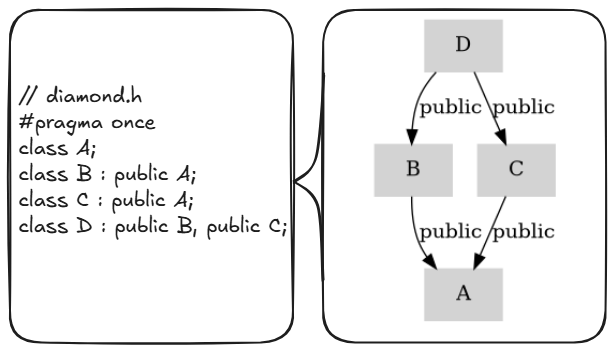 // diamond.h
#pragma once
class A;
class B : public A;
class C : public A;
class D : public B, public C;
D
public public
B C
public public
A